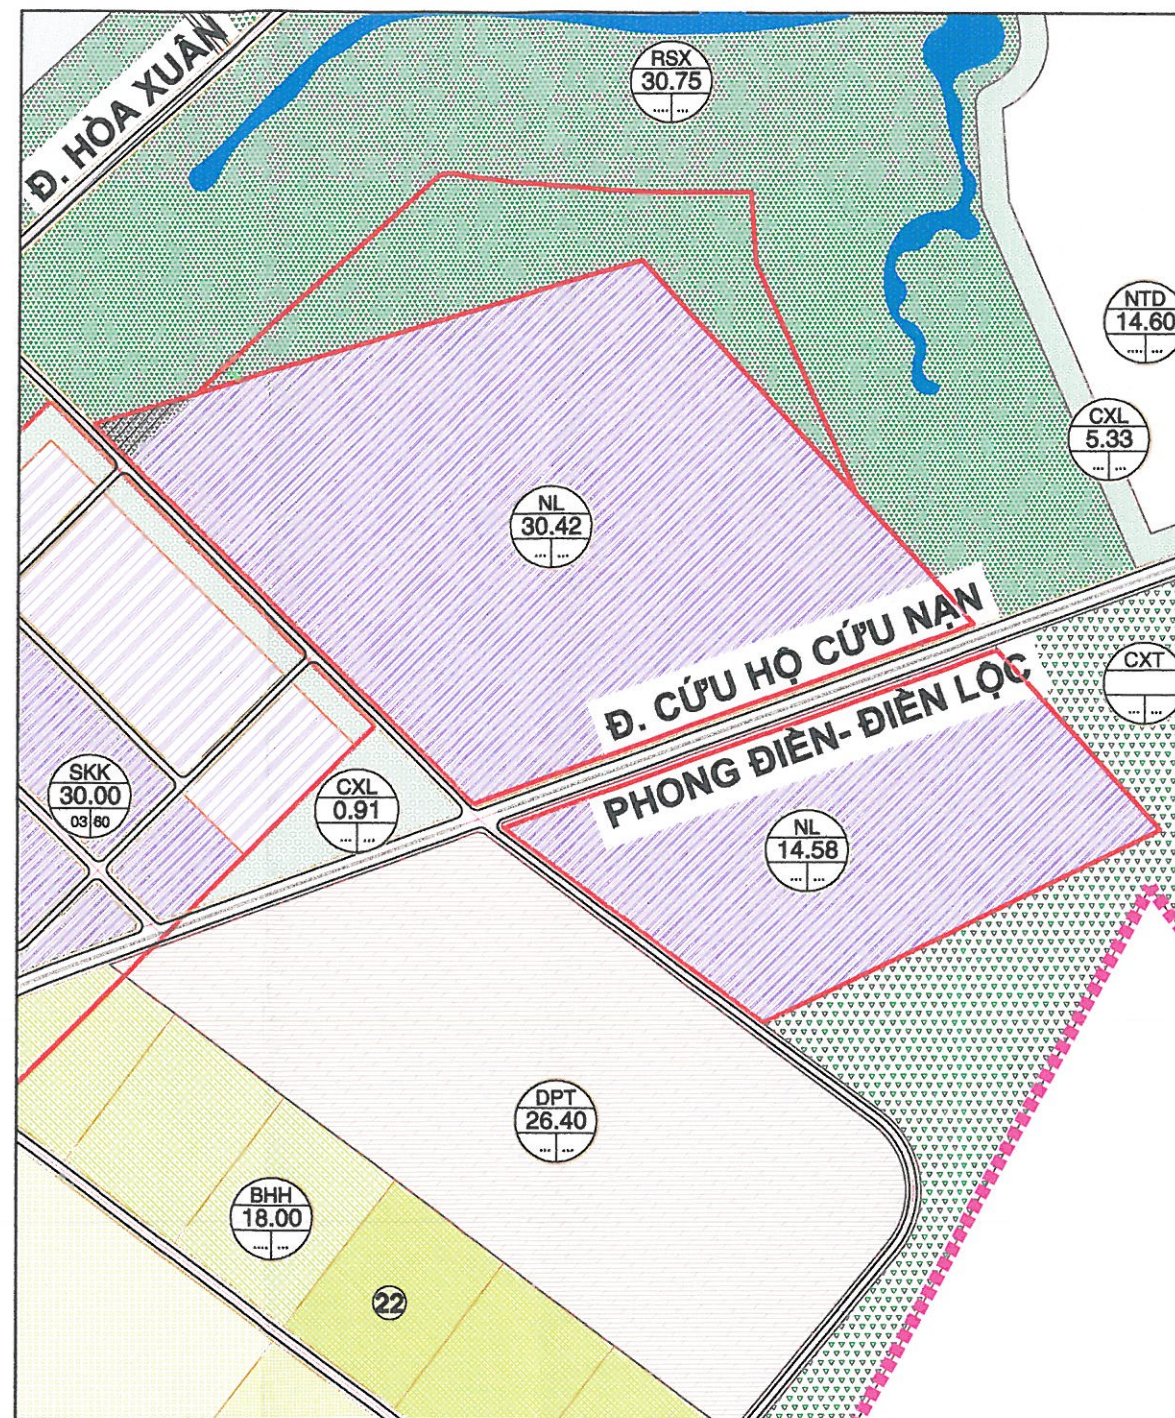 Đ. HÒA XUÂN
RSX
30.75
.... ...
NTD
14.60
.... ...
CXL
5.33
... ...
NL
30.42
... ...
Đ. CỨU HỘ CỨU NẠN
PHONG ĐIỀN- ĐIỀN LỘC
CXT
... ...
SKK
30.00
03 60
CXL
0.91
... ...
NL
14.58
... ...
DPT
26.40
... ...
BHH
18.00
.... ...
22